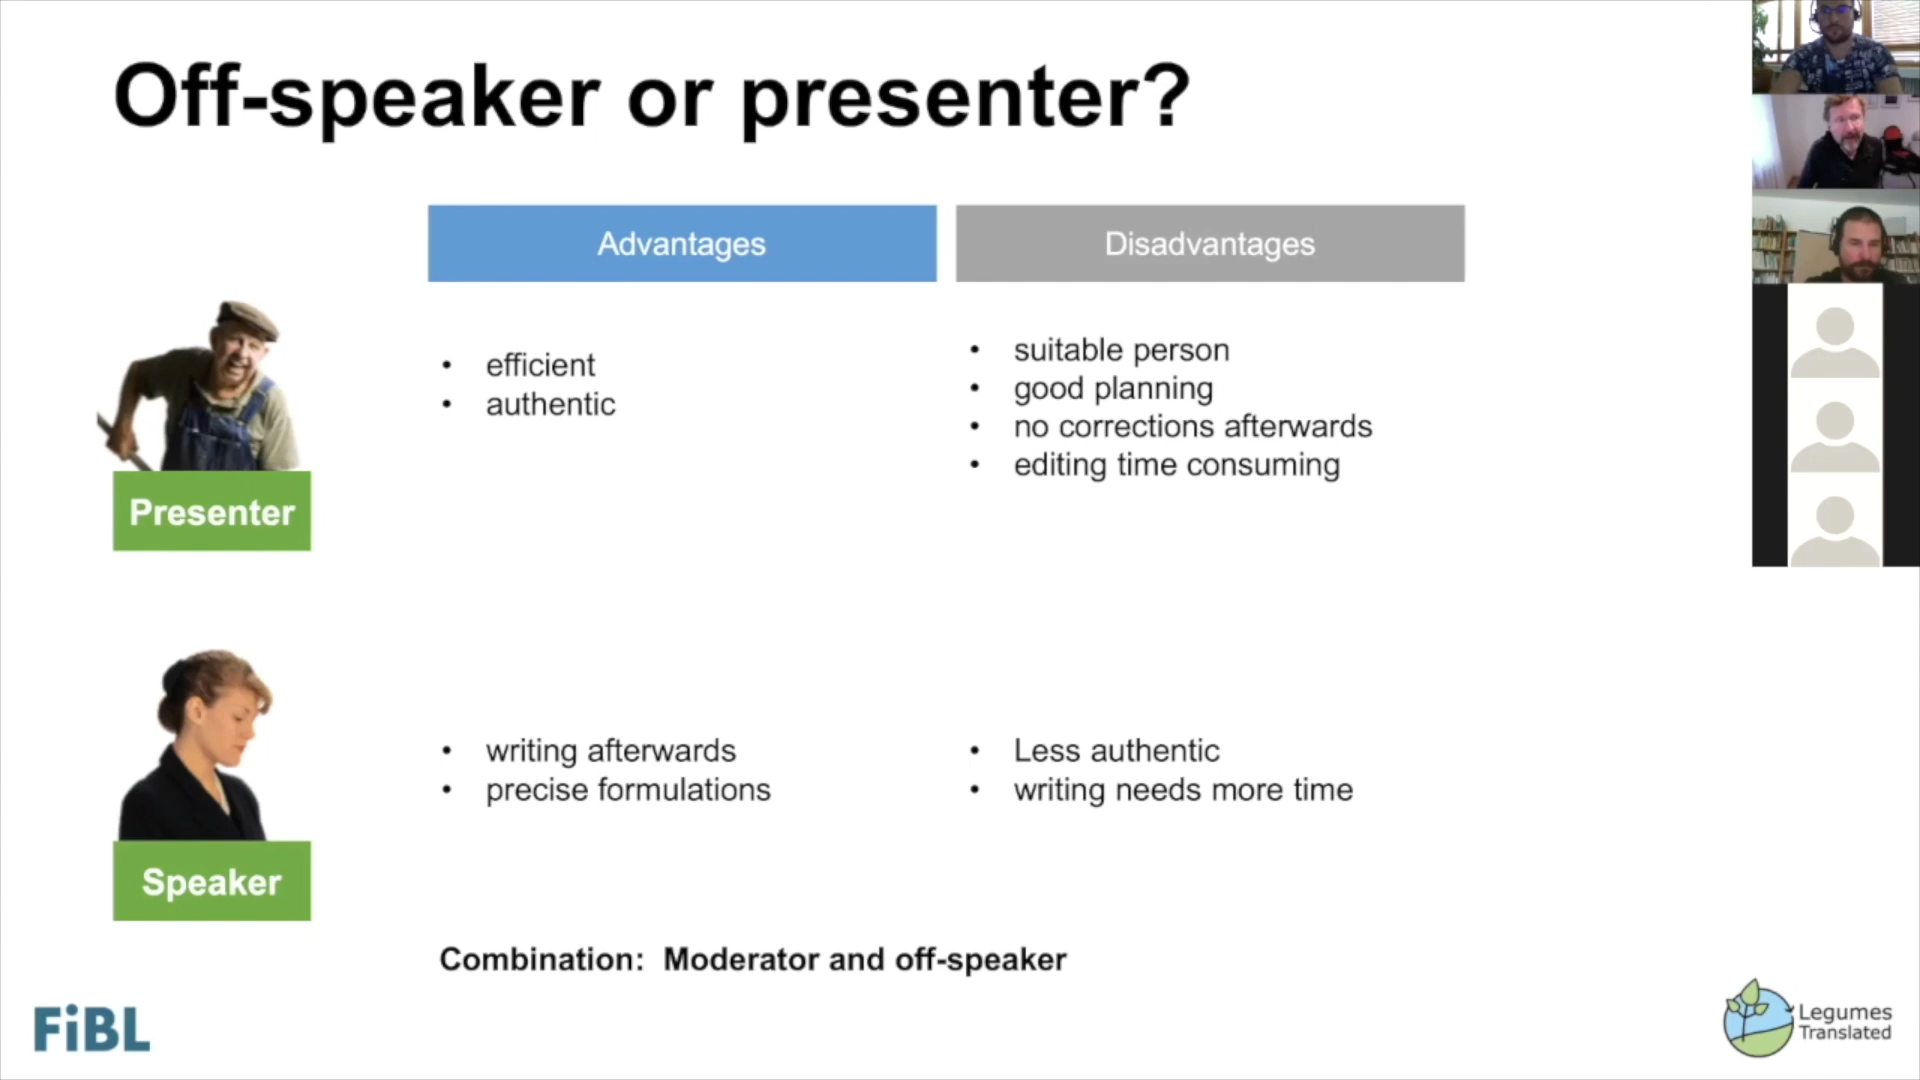 Off-speaker or presenter?
Advantages
Disadvantages
• efficient
• authentic
• suitable person
• good planning
• no corrections afterwards
• editing time consuming
Presenter
• writing afterwards
• precise formulations
• Less authentic
• writing needs more time
Speaker
Combination: Moderator and off-speaker
FiBL
Legumes
Translated